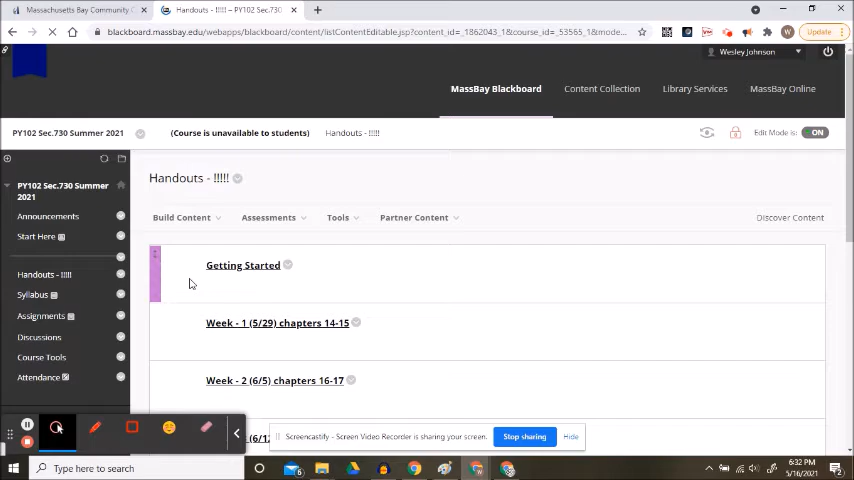 Massachusetts Bay Community C
Handouts - !!!!! – PY102 Sec.730
blackboard.massbay.edu/webapps/blackboard/content/listContentEditable.jsp?content_id=_1862043_1&course_id=_53565_1&mode...
Update
Wesley Johnson
MassBay Blackboard
Content Collection
Library Services
MassBay Online
PY102 Sec.730 Summer 2021
(Course is unavailable to students)
Handouts - !!!!!
Edit Mode is:
ON
PY102 Sec.730 Summer
2021
Announcements
Start Here
Handouts - !!!!!
Syllabus
Assignments
Discussions
Course Tools
Attendance
Handouts - !!!!!
Build Content
Assessments
Tools
Partner Content
Discover Content
Getting Started
Week - 1 (5/29) chapters 14-15
Week - 2 (6/5) chapters 16-17
(6/12
Screencastify - Screen Video Recorder is sharing your screen.
Stop sharing
Hide
Type here to search
6
6:32 PM
5/16/2021
2